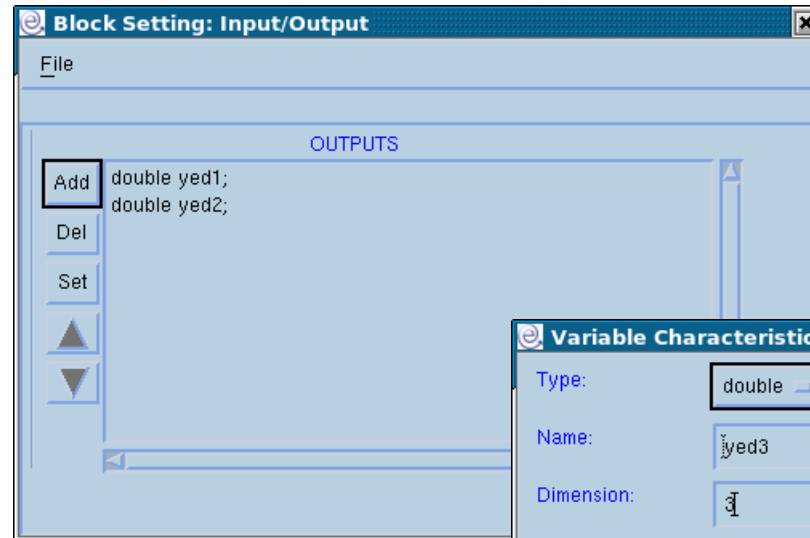 Block Setting: Input/Output
File
OUTPUTS
Add
double yed1;
double yed2;
Del
Set
Variable Characteristic
Type:
double
Name:
yed3
Dimension:
3